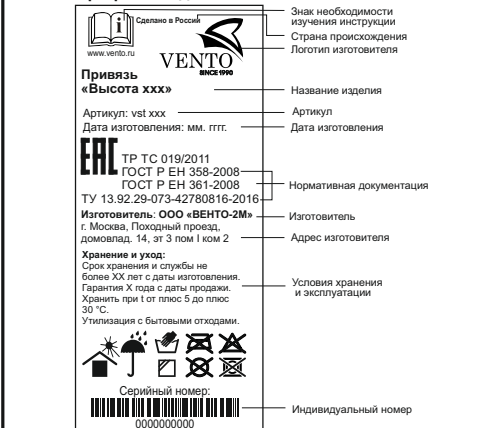 Сделано в России
www.vento.ru
VENTO
SINCE 1990
Привязь
«Высота xxx»
Артикул: vst xxx
Дата изготовления: мм. гггг.
EAC
ТР ТС 019/2011
ГОСТ Р ЕН 358-2008
ГОСТ Р ЕН 361-2008
ТУ 13.92.29-073-42780816-2016
Изготовитель: ООО «ВЕНТО-2М»
г. Москва, Походный проезд,
домовлад. 14, эт 3 пом I ком 2
Хранение и уход:
Срок хранения и службы не
более XX лет с даты изготовления.
Гарантия X года с даты продажи.
Хранить при t от плюс 5 до плюс
30 °C.
Утилизация с бытовыми отходами.
Серийный номер:
0000000000
Знак необходимости
изучения инструкции
Страна происхождения
Логотип изготовителя
Название изделия
Артикул
Дата изготовления
Нормативная документация
Изготовитель
Адрес изготовителя
Условия хранения
и эксплуатации
Индивидуальный номер